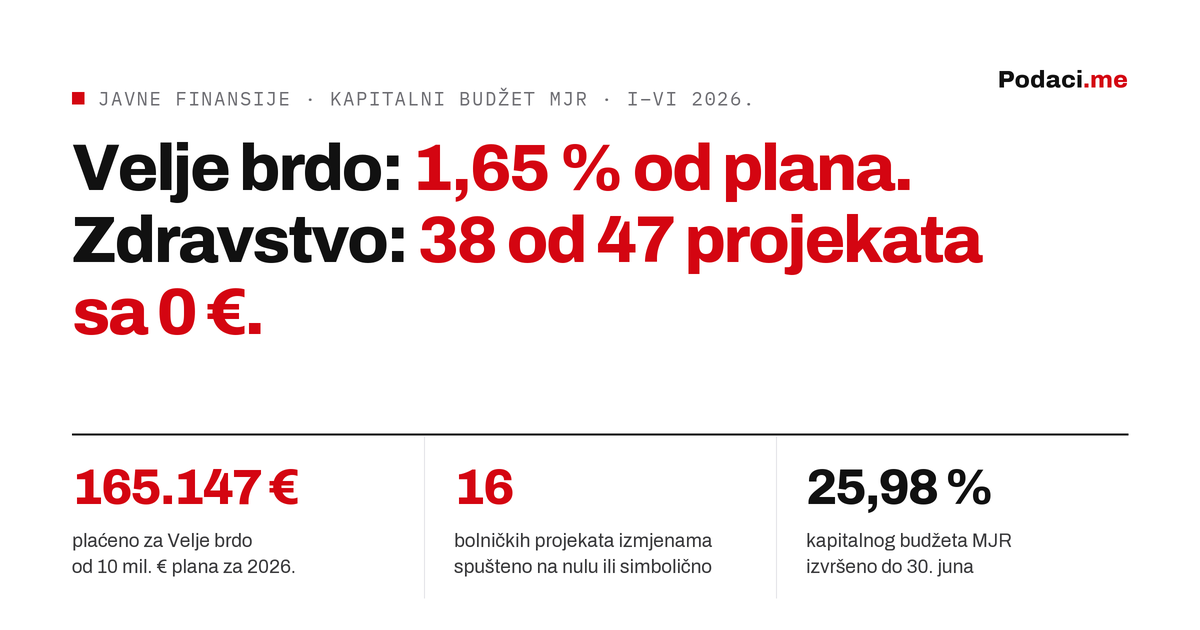 Podaci.me
JAVNE FINANSIJE · KAPITALNI BUDŽET MJR · I–VI 2026.
Velje brdo: 1,65 % od plana.
Zdravstvo: 38 od 47 projekata
sa 0 €.
165.147 €
plaćeno za Velje brdo
od 10 mil. € plana za 2026.
16
bolničkih projekata izmjenama
spušteno na nulu ili simbolično
25,98 %
kapitalnog budžeta MJR
izvršeno do 30. juna